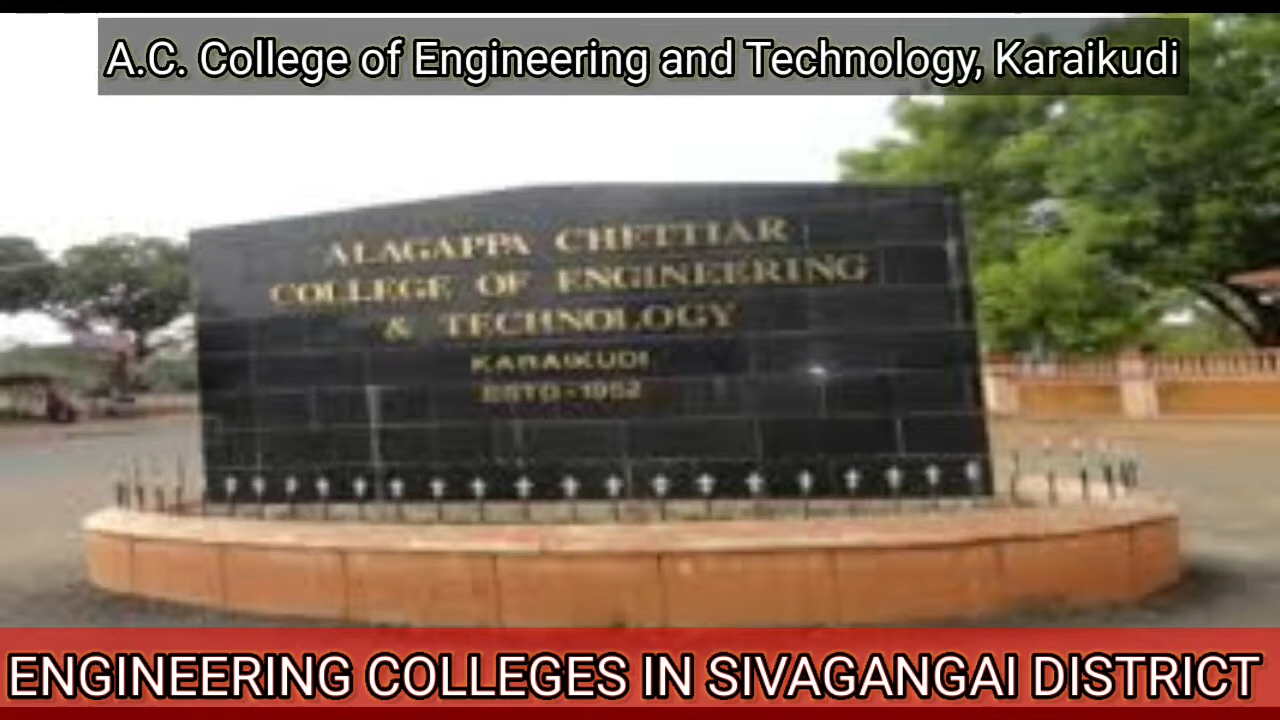 A.C. College of Engineering and Technology, Karaikudi
ALAGAPPA CHETTIAR
COLLEGE OF ENGINEERING
& TECHNOLOGY
KARAIKUDI
ESTD-1952
ENGINEERING COLLEGES IN SIVAGANGAI DISTRICT